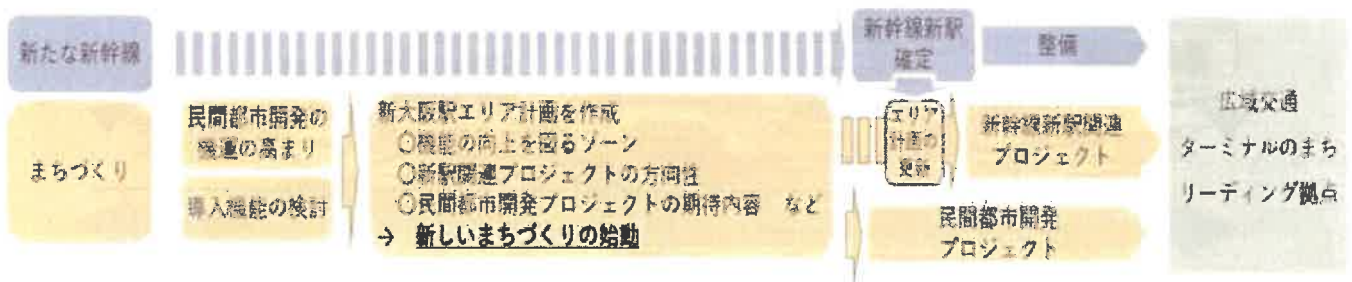 新たな新幹線
新幹線新駅
確定
整備
まちづくり
民間都市開発の
機運の高まり
導入機能の検討
新大阪駅エリア計画を作成
○機能の向上を図るゾーン
○新駅関連プロジェクトの方向性
○民間都市開発プロジェクトの期待内容 など
→ 新しいまちづくりの始動
エリア
計画の
更新
新幹線新駅関連
プロジェクト
民間都市開発
プロジェクト
広域交通
ターミナルのまち
リーディング拠点